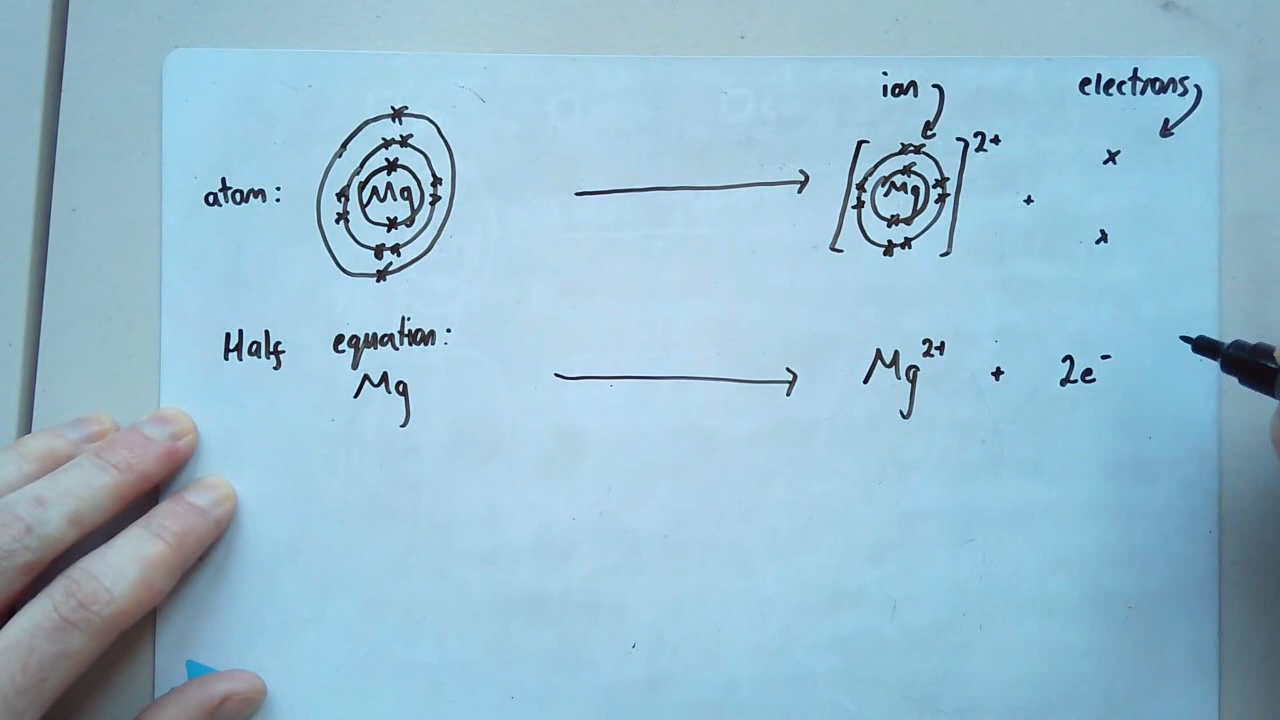 ion electrons
atom: Mg ⟶ [Mg]²⁺ + x x
Half equation:
Mg ⟶ Mg²⁺ + 2e⁻